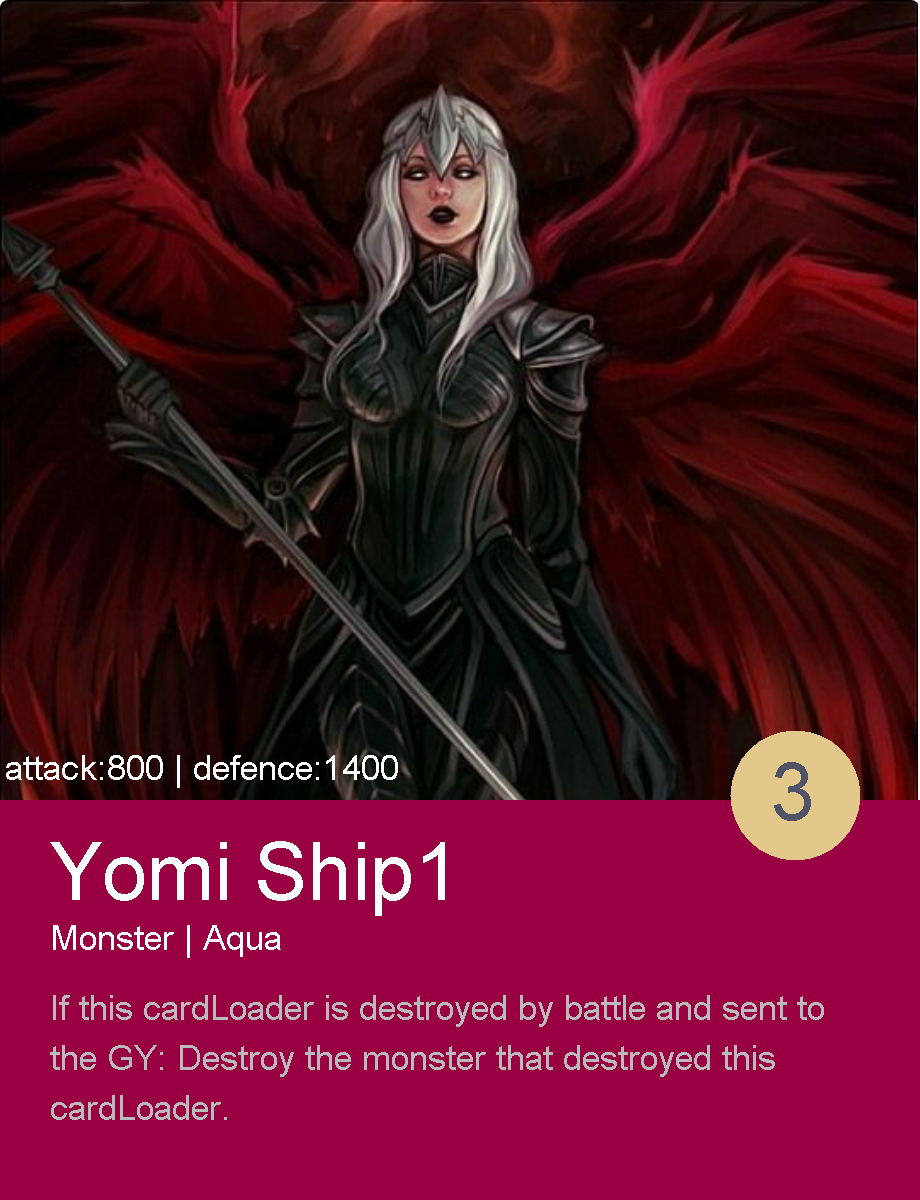 attack:800 | defence:1400
3
Yomi Ship1
Monster | Aqua
If this cardLoader is destroyed by battle and sent to
the GY: Destroy the monster that destroyed this
cardLoader.